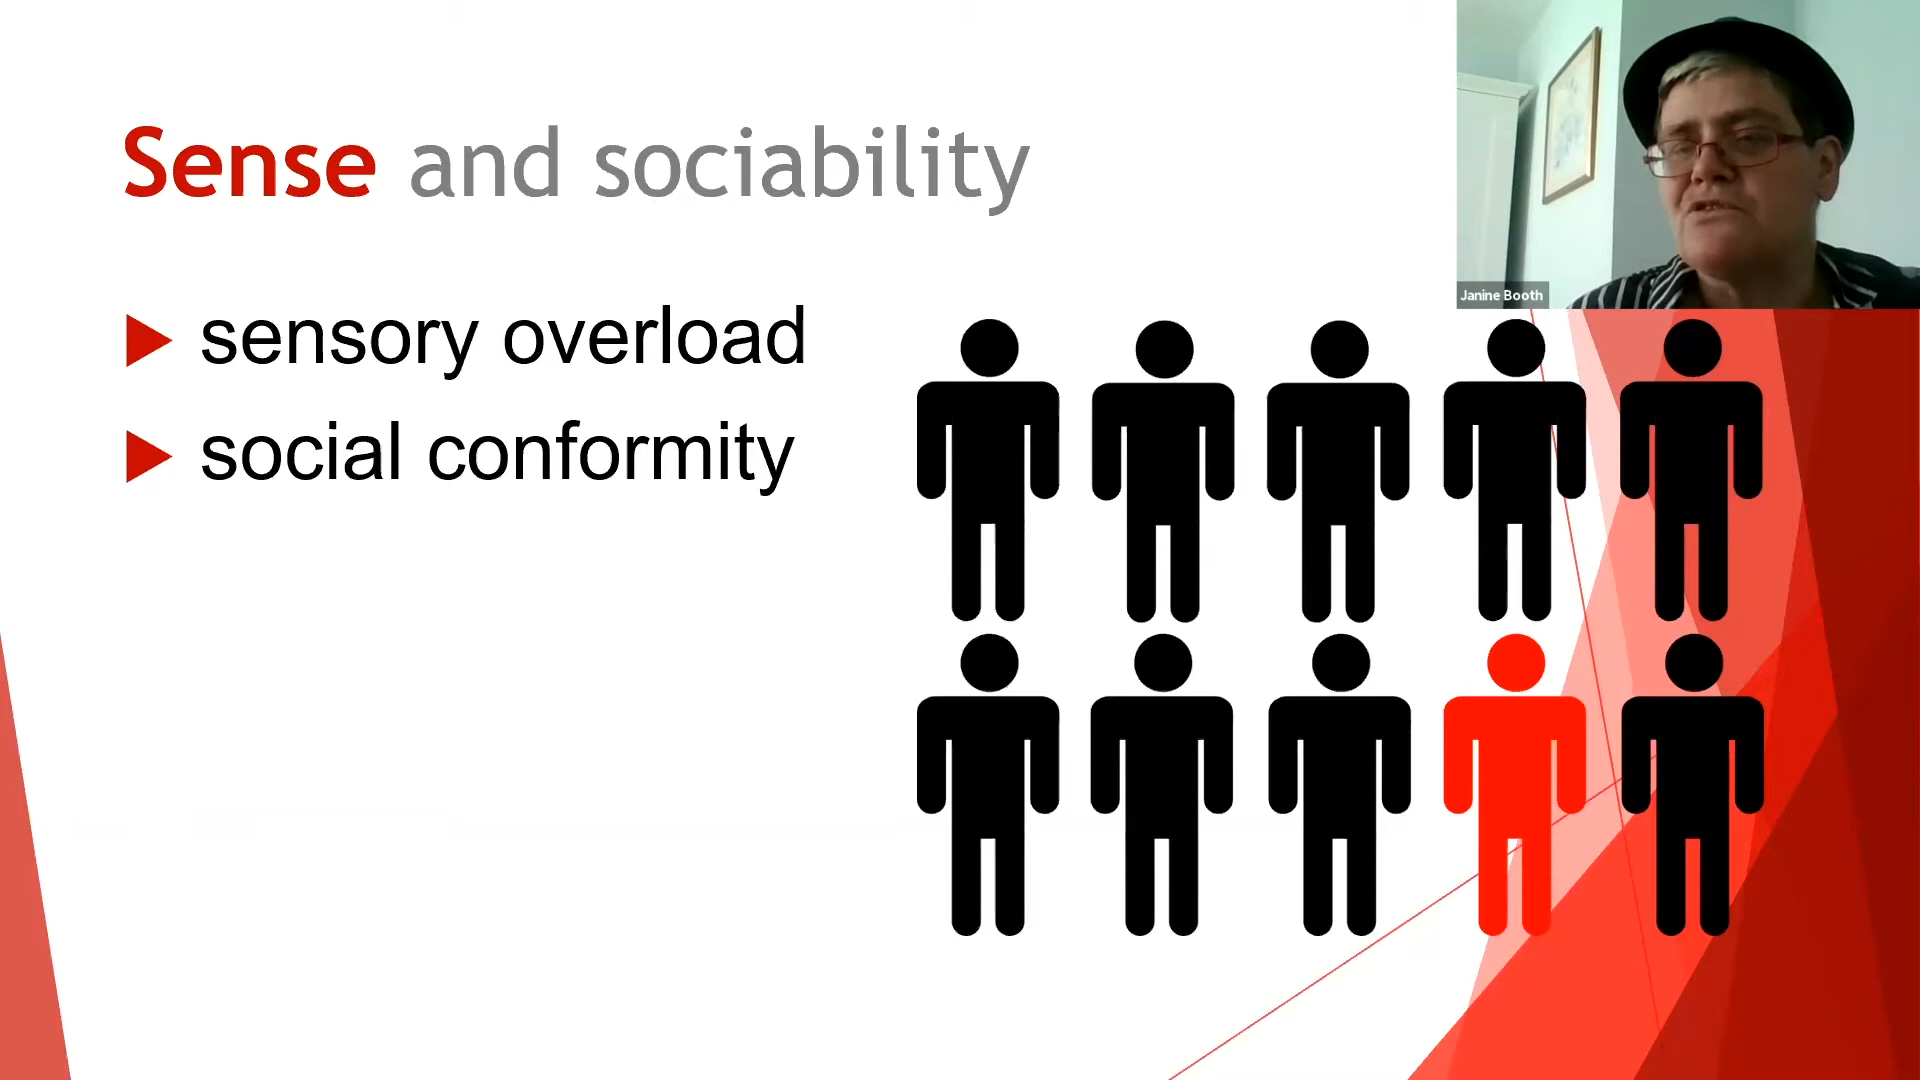 Sense and sociability
sensory overload
social conformity
Janine Booth